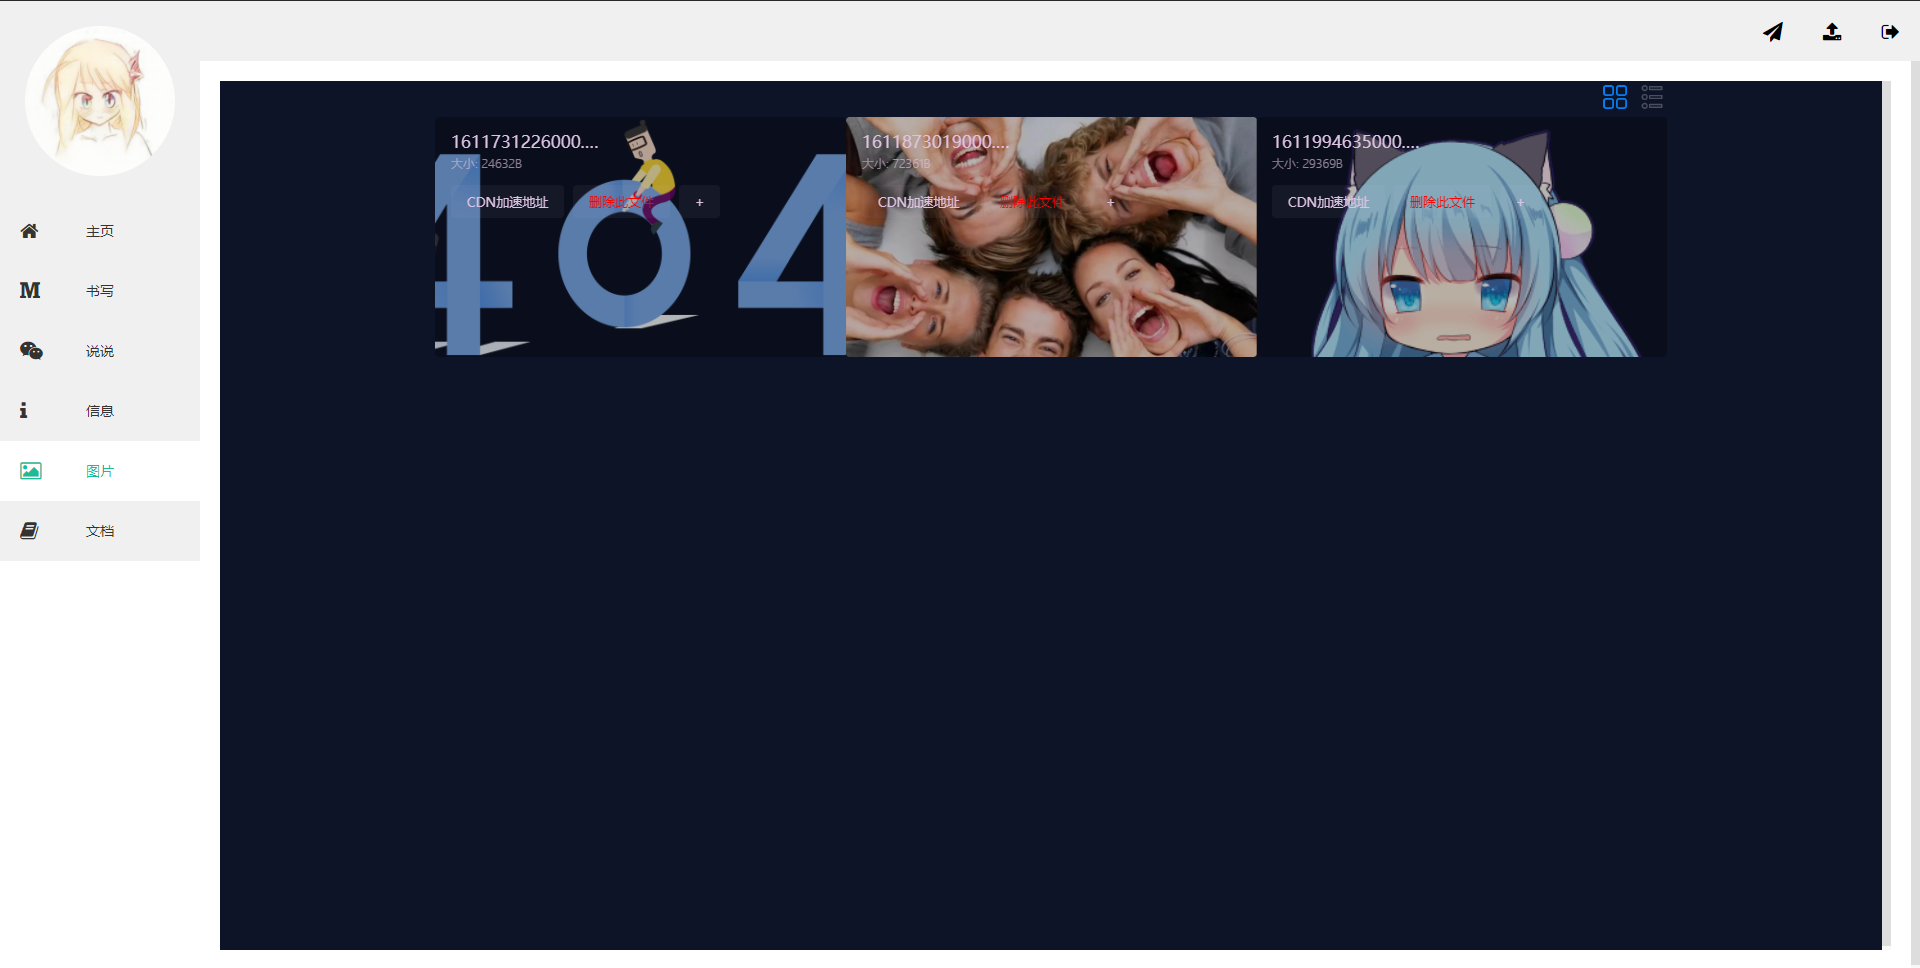 主页
书写
说说
信息
图片
文档
1611731226000....
大小: 24632B
CDN加速地址 删除此文件 +
404
1611873019000....
大小: 72361B
CDN加速地址 删除此文件 +
1611994635000....
大小: 29369B
CDN加速地址 删除此文件 +